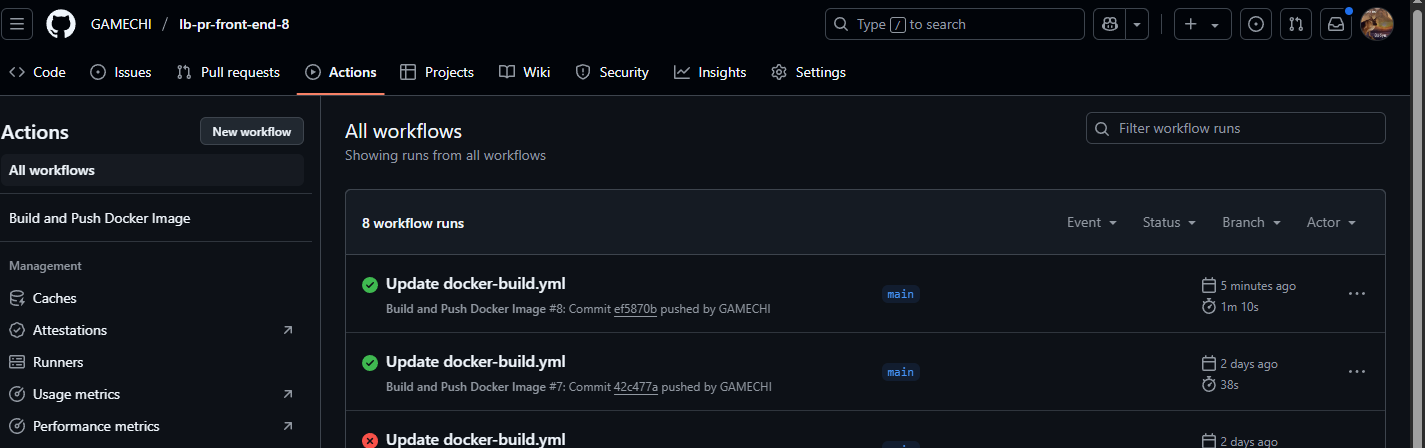 GAMECHI / lb-pr-front-end-8
Type / to search
Code
Issues
Pull requests
Actions
Projects
Wiki
Security
Insights
Settings
Actions
New workflow
All workflows
Build and Push Docker Image
Management
Caches
Attestations
Runners
Usage metrics
Performance metrics
All workflows
Showing runs from all workflows
Filter workflow runs
8 workflow runs
Event
Status
Branch
Actor
Update docker-build.yml
Build and Push Docker Image #8: Commit ef5870b pushed by GAMECHI
main
5 minutes ago
1m 10s
Update docker-build.yml
Build and Push Docker Image #7: Commit 42c477a pushed by GAMECHI
main
2 days ago
38s
Update docker-build.yml
main
2 days ago